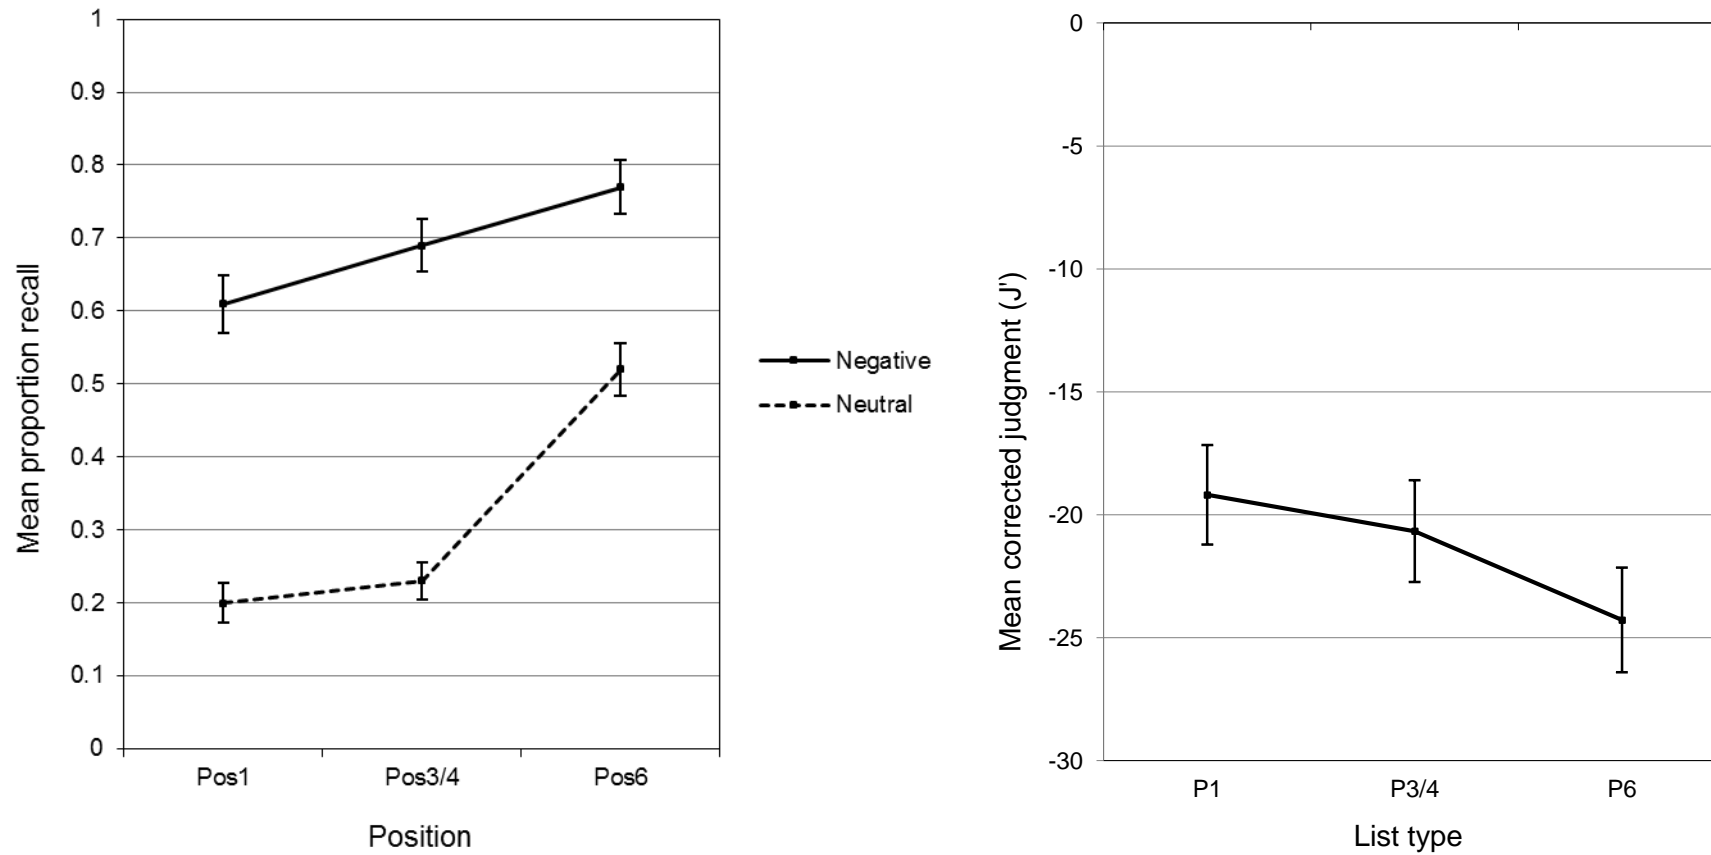 Mean proportion recall
1
0.9
0.8
0.7
0.6
0.5
0.4
0.3
0.2
0.1
0
Pos1 Pos3/4 Pos6
Position
Negative
Neutral
Mean corrected judgment (J')
0
-5
-10
-15
-20
-25
-30
P1 P3/4 P6
List type